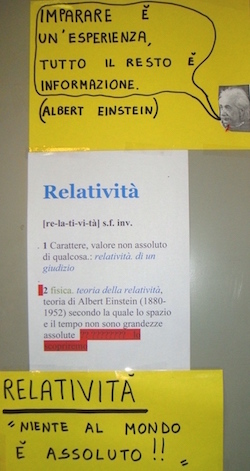 IMPARARE È
UN'ESPERIENZA,
TUTTO IL RESTO È
INFORMAZIONE.
(ALBERT EINSTEIN)
Relatività
[re-la-ti-vi-tà] s.f. inv.
1 Carattere, valore non assoluto
di qualcosa.: relatività. di un
giudizio
2 fisica. teoria della relatività,
teoria di Albert Einstein (1880-
1952) secondo la quale lo spazio
e il tempo non sono grandezze
assolute
RELATIVITÀ
"NIENTE AL MONDO
È ASSOLUTO!!"